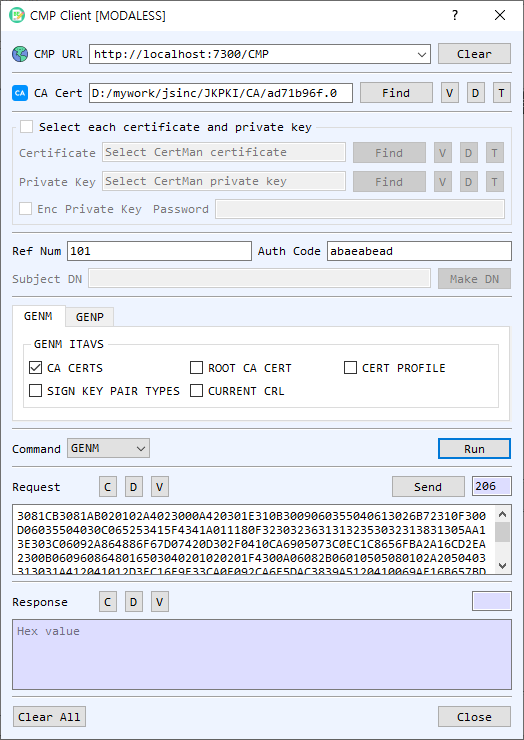 CMP Client [MODALESS]
?
CMP URL http://localhost:7300/CMP Clear
CA CA Cert D:/mywork/jsinc/JKPKI/CA/ad71b96f.0 Find V D T
Select each certificate and private key
Certificate Select CertMan certificate Find V D T
Private Key Select CertMan private key Find V D T
Enc Private Key Password
Ref Num 101 Auth Code abaeabead
Subject DN Make DN
GENM GENP
GENM ITAVS
CA CERTS ROOT CA CERT CERT PROFILE
SIGN KEY PAIR TYPES CURRENT CRL
Command GENM Run
Request C D V Send 206
3081CB3081AB020102A4023000A420301E310B3009060355040613026B72310F300
D06035504030C065253415F4341A011180F32303236313132353032313831305AA1
3E303C06092A864886F67D07420D302F0410CA6905073C0EC1C8656FBA2A16CD2EA
2300B0609608648016503040201020201F4300A06082B06010505080102A2050403
313031A412041012D3FC16F9F33CA0F092CA6F5DAC3839A5120410069AF16B657BD
Response C D V
Hex value
Clear All Close